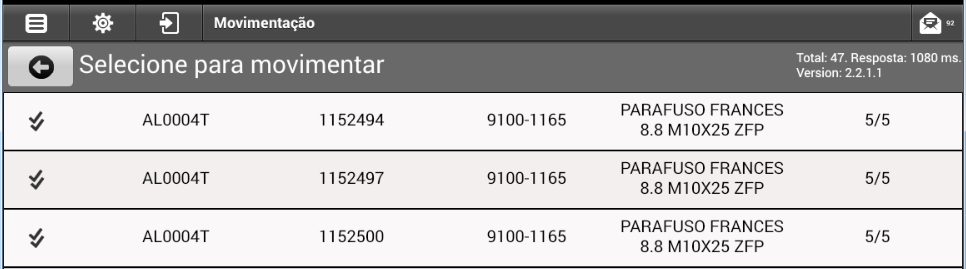 Movimentação
92
Selecione para movimentar
Total: 47. Resposta: 1080 ms.
Version: 2.2.1.1
AL0004T 1152494 9100-1165 PARAFUSO FRANCES 5/5
8.8 M10X25 ZFP
AL0004T 1152497 9100-1165 PARAFUSO FRANCES 5/5
8.8 M10X25 ZFP
AL0004T 1152500 9100-1165 PARAFUSO FRANCES 5/5
8.8 M10X25 ZFP